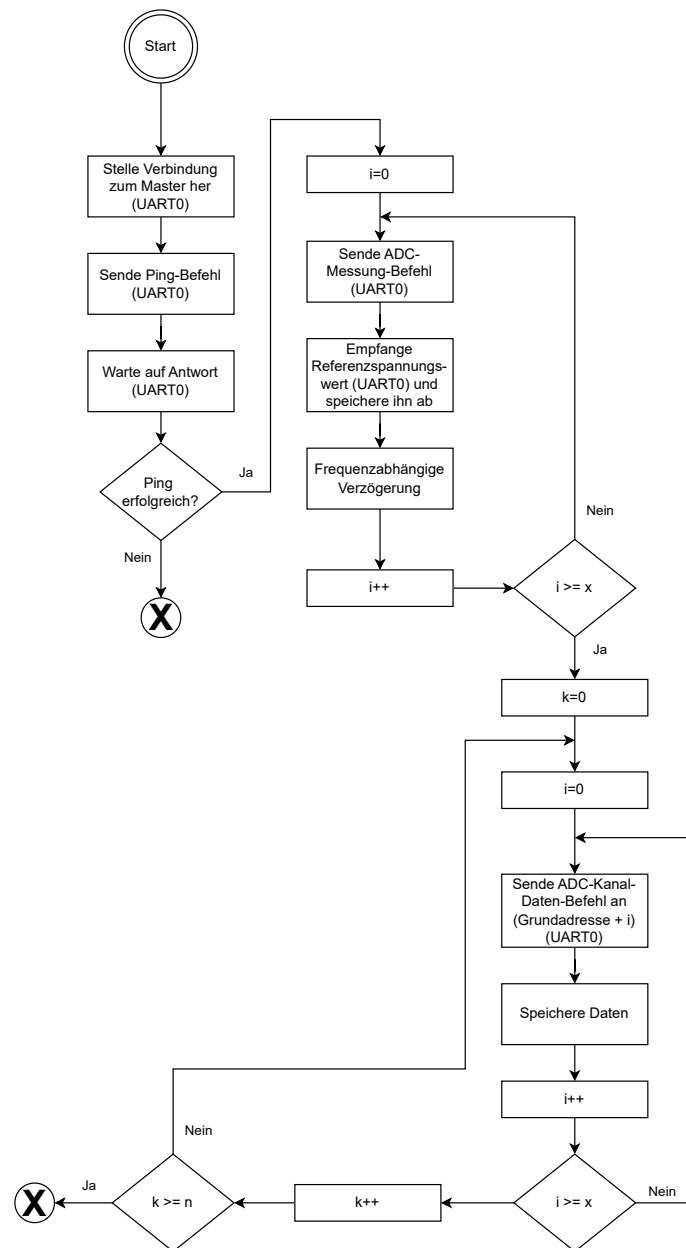 Start
Stelle Verbindung
zum Master her
(UART0)
Sende Ping-Befehl
(UART0)
Warte auf Antwort
(UART0)
Ping
erfolgreich?
Ja
Nein
X
i=0
Sende ADC-
Messung-Befehl
(UART0)
Empfange
Referenzspannungs-
wert (UART0) und
speichere ihn ab
Frequenzabhängige
Verzögerung
i++
i >= x
Nein
Ja
k=0
i=0
Sende ADC-Kanal-
Daten-Befehl an
(Grundadresse + i)
(UART0)
Speichere Daten
i++
i >= x
Nein
k++
k >= n
Nein
Ja
X